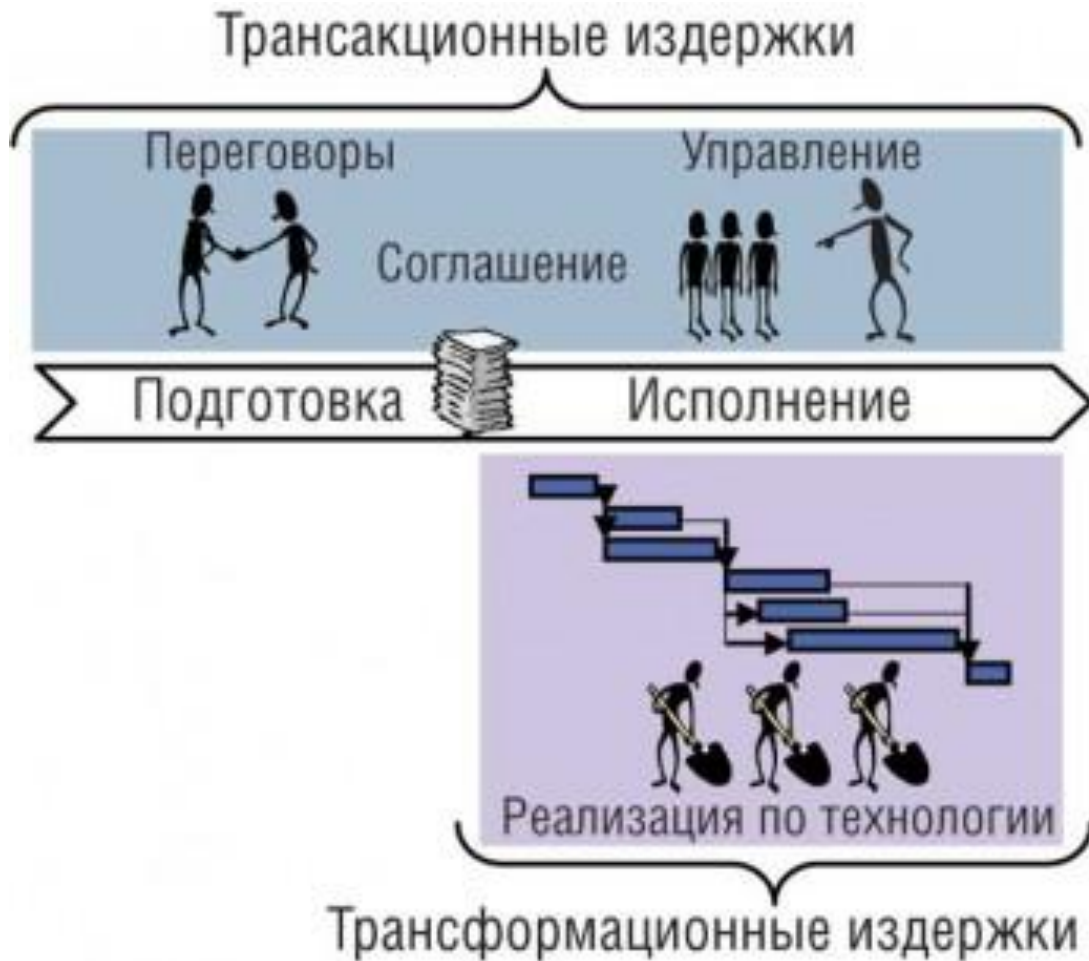 Трансакционные издержки
Переговоры
Управление
Соглашение
Подготовка
Исполнение
Реализация по технологии
Трансформационные издержки